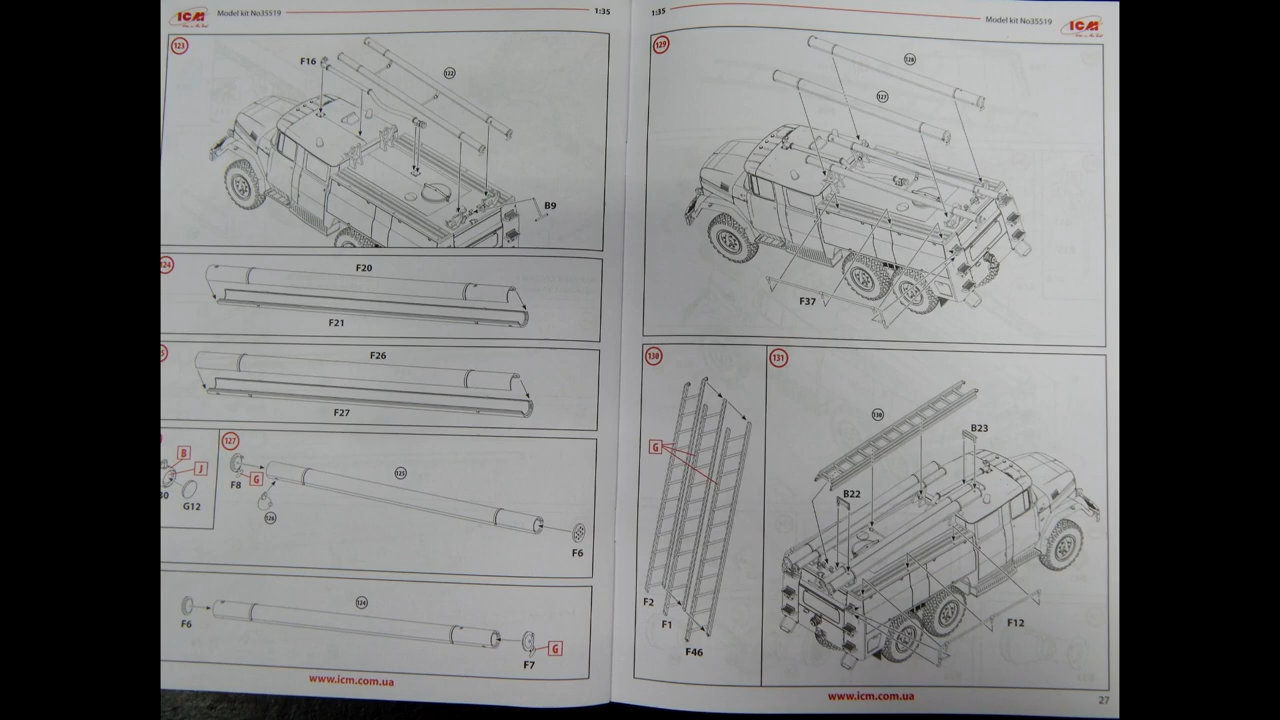 ICM
Model kit No35519
1:35
123
F16
122
B9
124
F20
F21
F26
F27
B
J
G12
127
F8
G
125
126
F6
F6
124
F7
G
www.icm.com.ua
1:35
Model kit No35519
ICM
129
128
127
F37
130
G
F2
F1
F46
131
130
B23
B22
F12
www.icm.com.ua
27